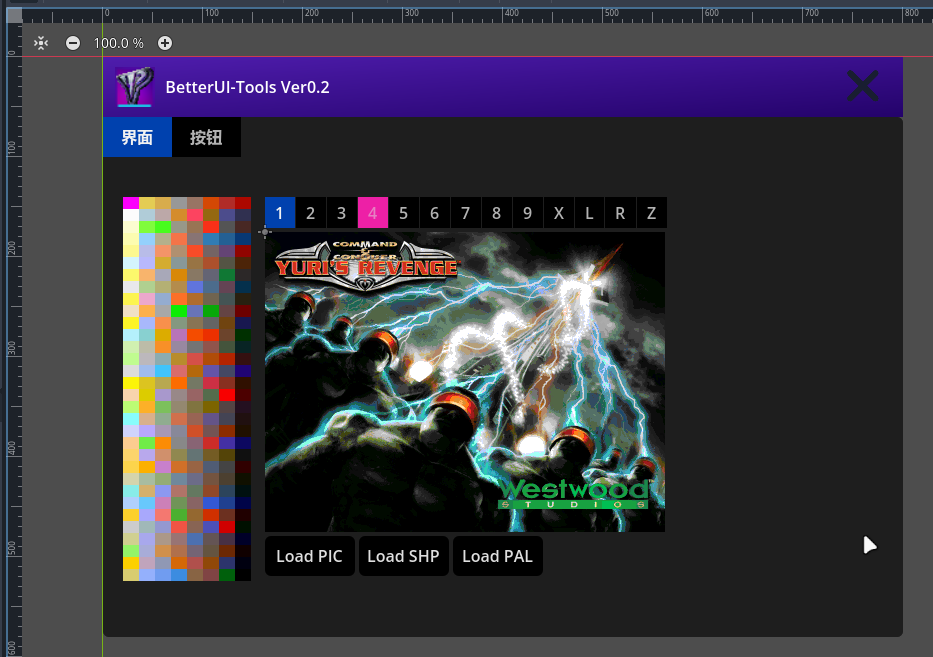 0 100 200 300 400 500 600 700 800
100.0 %
0
BetterUI-Tools Ver0.2
界面 按钮
100
1 2 3 4 5 6 7 8 9 X L R Z
200
COMMAND
&
CONQUER
YURI'S REVENGE
300
400
Westwood
STUDIOS
Load PIC Load SHP Load PAL
500
600